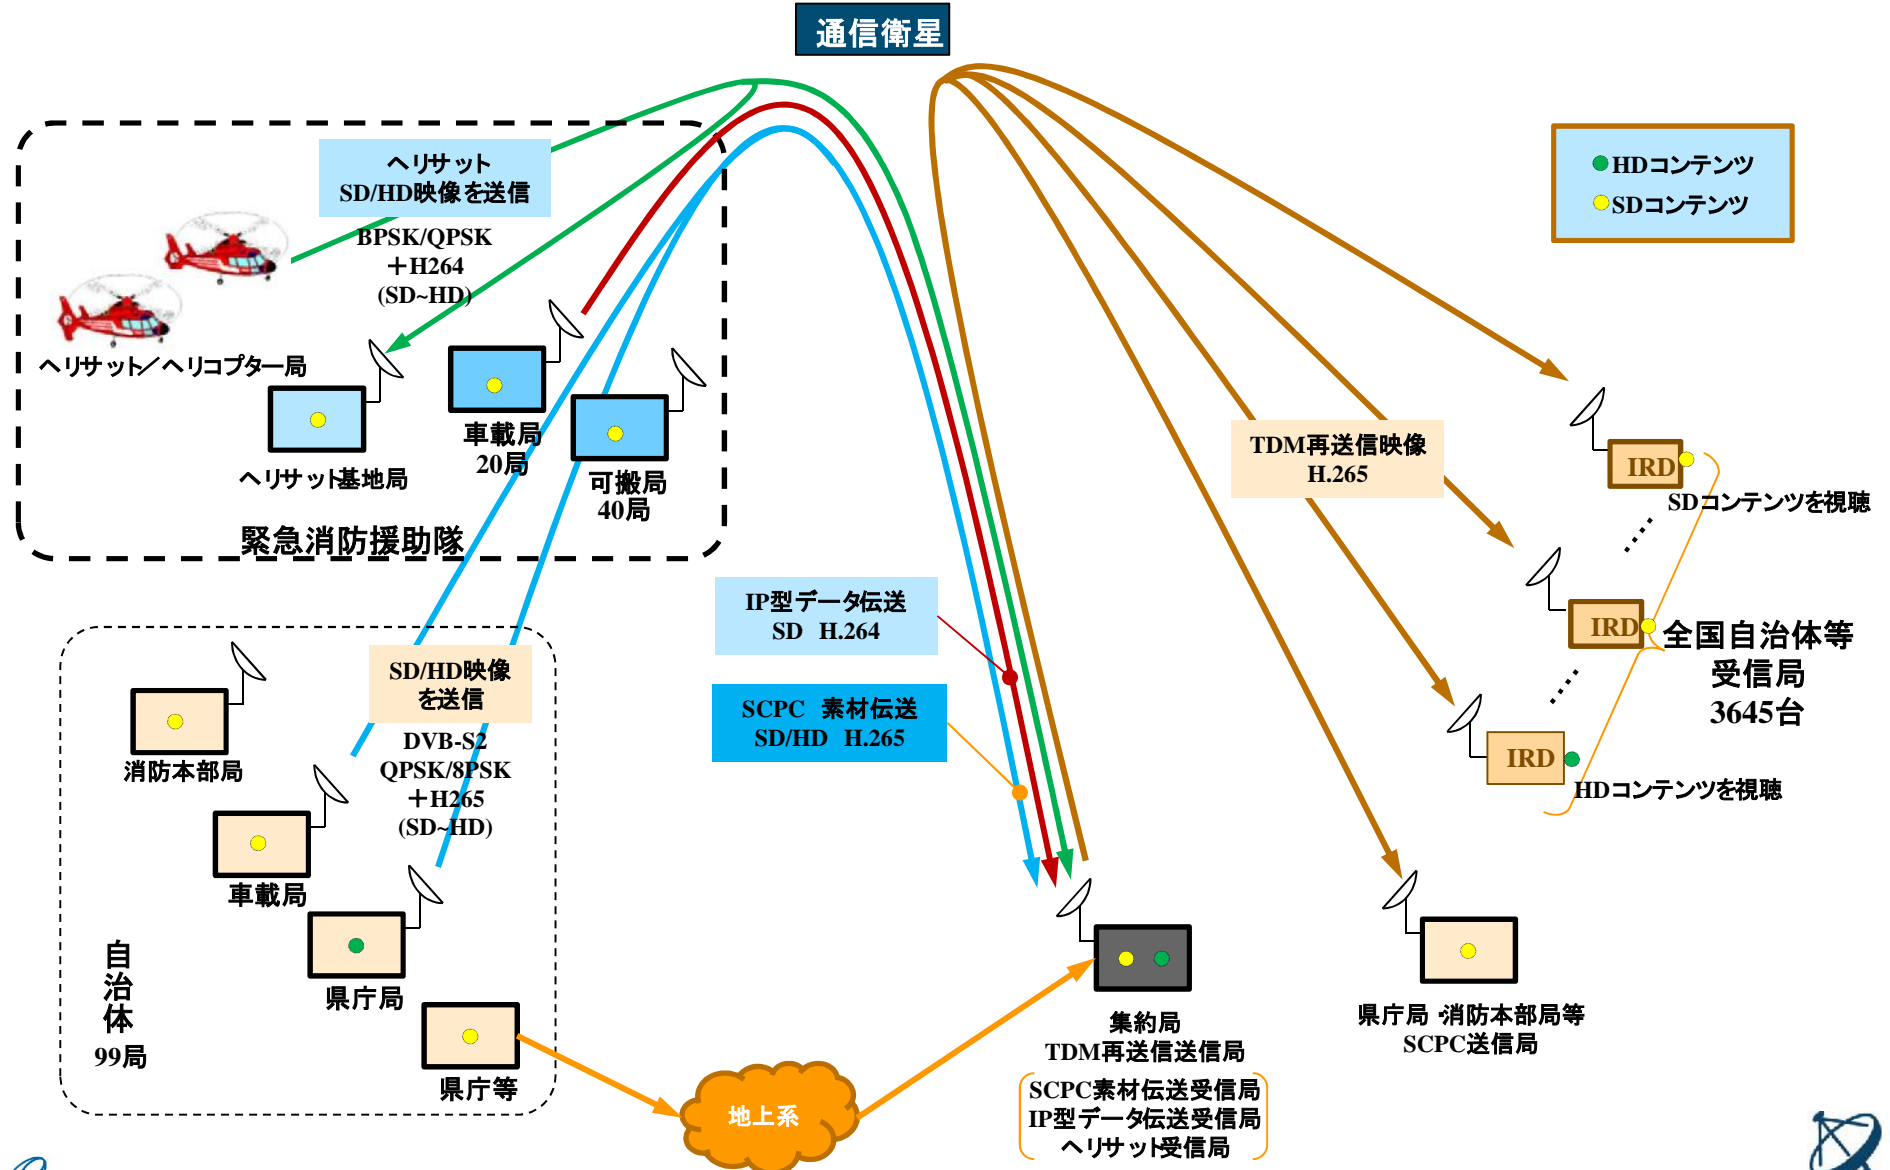 通信衛星
HDコンテンツ
SDコンテンツ
ヘリサット
SD/HD映像を送信
BPSK/QPSK
＋H264
(SD~HD)
ヘリサット／ヘリコプター局
ヘリサット基地局
車載局
20局
可搬局
40局
緊急消防援助隊
TDM再送信映像
H.265
IRD
SDコンテンツを視聴
IRD
全国自治体等
受信局
3645台
IRD
HDコンテンツを視聴
IP型データ伝送
SD H.264
SCPC 素材伝送
SD/HD H.265
SD/HD映像
を送信
DVB-S2
QPSK/8PSK
＋H265
(SD~HD)
消防本部局
車載局
県庁局
県庁等
自治体
99局
地上系
集約局
TDM再送信送信局
SCPC素材伝送受信局
IP型データ伝送受信局
ヘリサット受信局
県庁局・消防本部局等
SCPC送信局